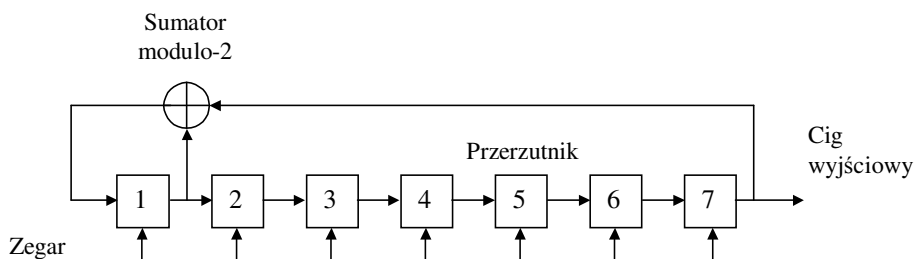 Sumator
modulo-2
Przerzutnik
Cig
wyjściowy
1 2 3 4 5 6 7
Zegar